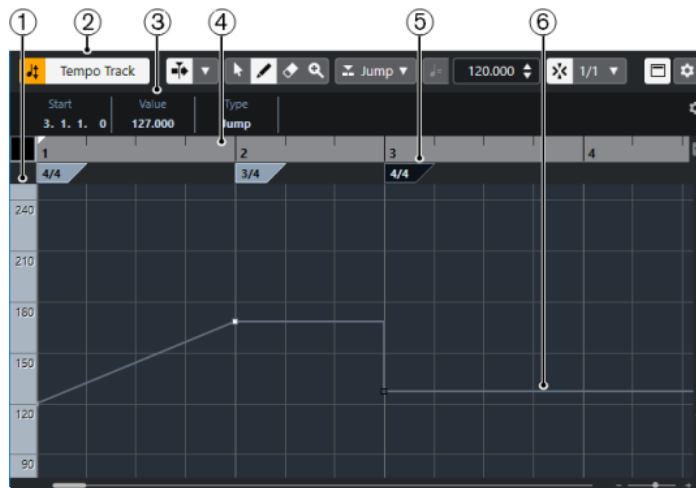 1 2 3 4 5 6
Tempo Track Jump 120.000 1/1
Start Value Type
3. 1. 1. 0 127.000 Jump
1 2 3 4
4/4 3/4 4/4
240
210
180
150
120
90